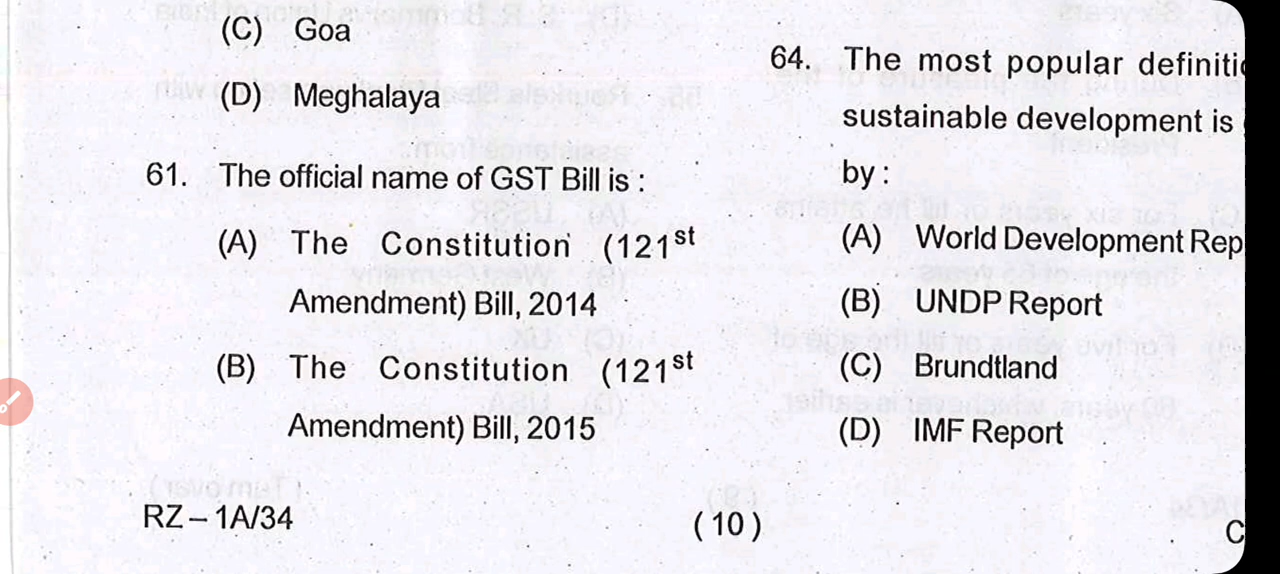 (C) Goa
(D) Meghalaya
61. The official name of GST Bill is :
(A) The Constitution (121st
Amendment) Bill, 2014
(B) The Constitution (121st
Amendment) Bill, 2015
RZ – 1A/34
(10)
64. The most popular definitio
sustainable development is
by :
(A) World Development Rep
(B) UNDP Report
(C) Brundtland
(D) IMF Report
C